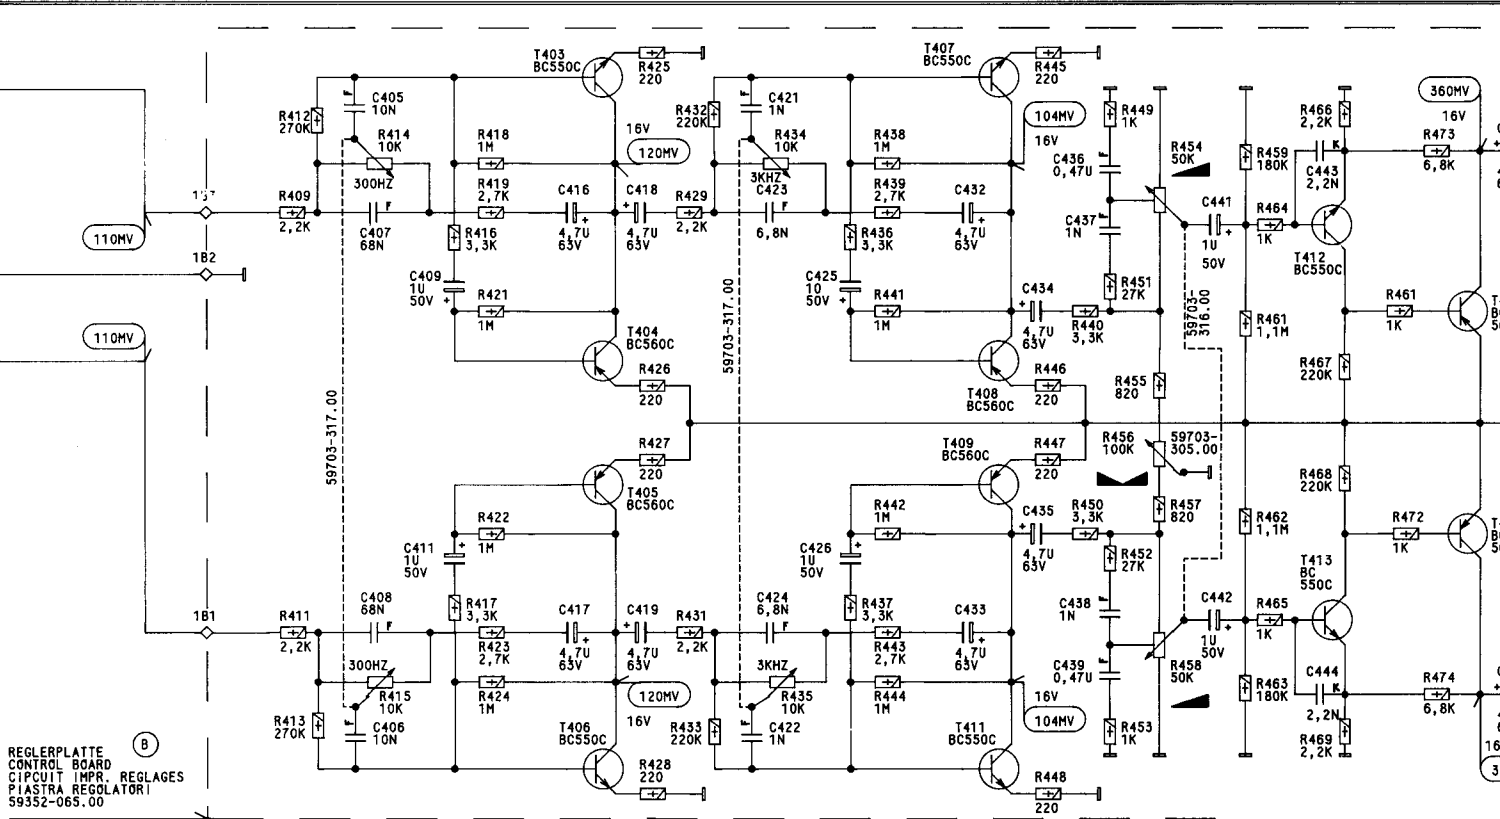 T403
BC550C
R425
220
T407
BC550C
R445
220
360MV
16V
F
C405
10N
R412
270K
R414
10K
300HZ
R418
1M
16V
120MV
R432
220K
F
C421
1N
R434
10K
3KHZ
R438
1M
104MV
16V
R449
1K
F
C436
0,47U
R454
50K
R459
180K
R466
2,2K
K
C443
2,2N
R473
6,8K
R409
2,2K
C407
68N
F
R419
2,7K
C416
+
4,7U
63V
C418
+
4,7U
63V
R429
2,2K
C423
6,8N
F
R439
2,7K
C432
+
4,7U
63V
C437
1N
F
C441
+
1U
50V
R464
1K
T412
BC550C
110MV
1B2
R416
3,3K
C409
1U
50V
+
R421
1M
R436
3,3K
C425
10
50V
+
R441
1M
C434
+
4,7U
63V
R440
3,3K
R451
27K
59703-
316.00
R461
1,1M
R461
1K
110MV
T404
BC560C
R426
220
59703-317.00
T408
BC560C
R446
220
R455
820
R467
220K
59703-317.00
R427
220
T405
BC560C
T409
BC560C
R447
220
R456
100K
59703-
305.00
R468
220K
R422
1M
C411
1U
50V
+
R442
1M
C426
1U
50V
+
C435
+
4,7U
63V
R450
3,3K
R457
820
R462
1,1M
R472
1K
R452
27K
T413
BC
550C
1B1
R411
2,2K
C408
68N
F
R417
3,3K
R423
2,7K
C417
+
4,7U
63V
C419
+
4,7U
63V
R431
2,2K
C424
6,8N
F
R437
3,3K
R443
2,7K
C433
+
4,7U
63V
C438
1N
F
C442
+
1U
50V
R465
1K
300HZ
R415
10K
R424
1M
120MV
16V
3KHZ
R435
10K
R444
1M
16V
104MV
C439
0,47U
F
R458
50K
R463
180K
C444
2,2N
K
R474
6,8K
R413
270K
F
C406
10N
T406
BC550C
R428
220
R433
220K
F
C422
1N
T411
BC550C
R448
220
R453
1K
R469
2,2K
B
REGLERPLATTE
CONTROL BOARD
CIPCUIT IMPR. REGLAGES
PIASTRA REGOLATORI
59352-065.00